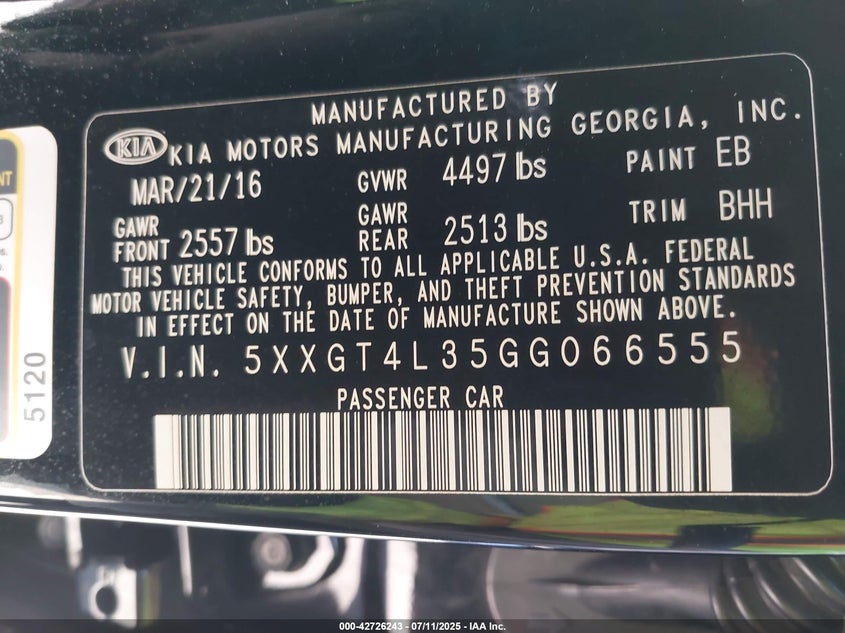 MANUFACTURED BY
KIA KIA MOTORS MANUFACTURING GEORGIA, INC.
MAR/21/16 GVWR 4497 lbs PAINT EB
GAWR FRONT 2557 lbs GAWR REAR 2513 lbs TRIM BHH
THIS VEHICLE CONFORMS TO ALL APPLICABLE U.S.A. FEDERAL
MOTOR VEHICLE SAFETY, BUMPER, AND THEFT PREVENTION STANDARDS
IN EFFECT ON THE DATE OF MANUFACTURE SHOWN ABOVE.
V.I.N. 5XXGT4L35GG066555
PASSENGER CAR
5120
000-42726243 - 07/11/2025 - IAA Inc.